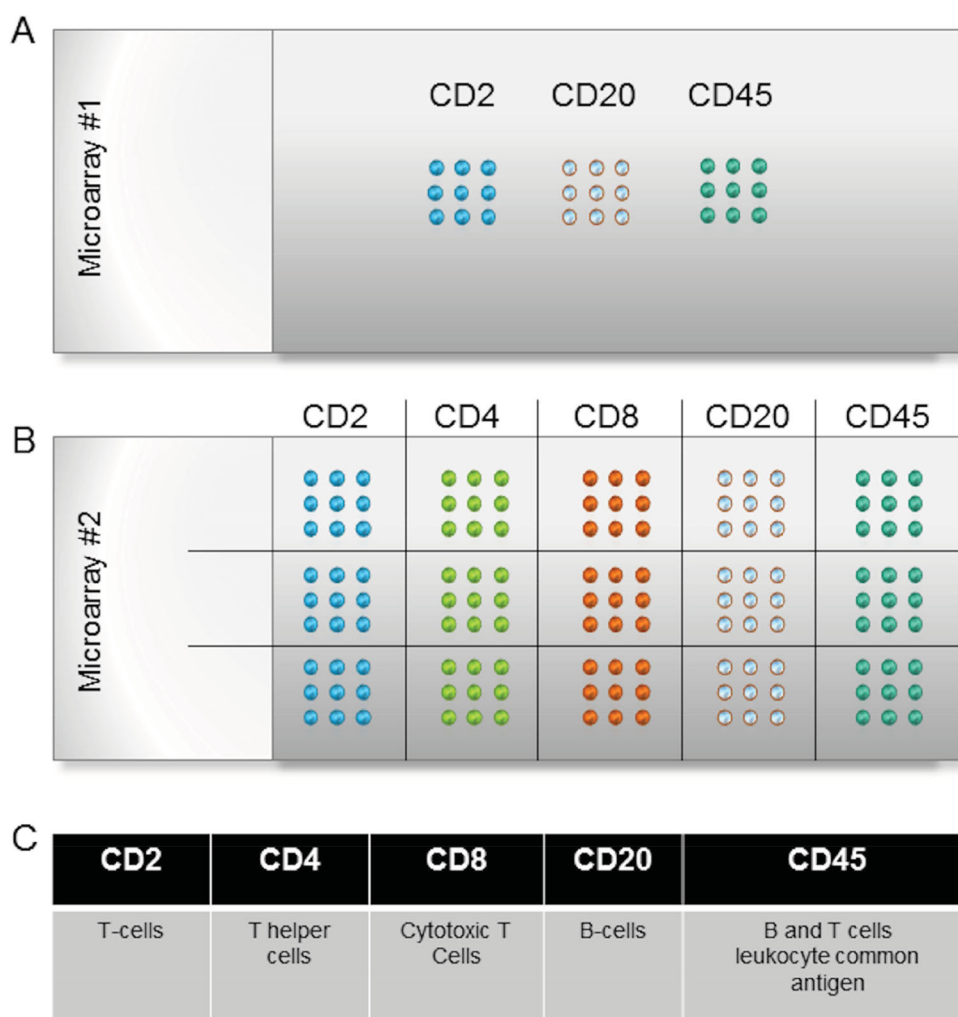 A
Microarray #1
CD2 CD20 CD45
B
Microarray #2
CD2 CD4 CD8 CD20 CD45
C
CD2 CD4 CD8 CD20 CD45
T-cells
T helper
cells
Cytotoxic T
Cells
B-cells
B and T cells
leukocyte common
antigen